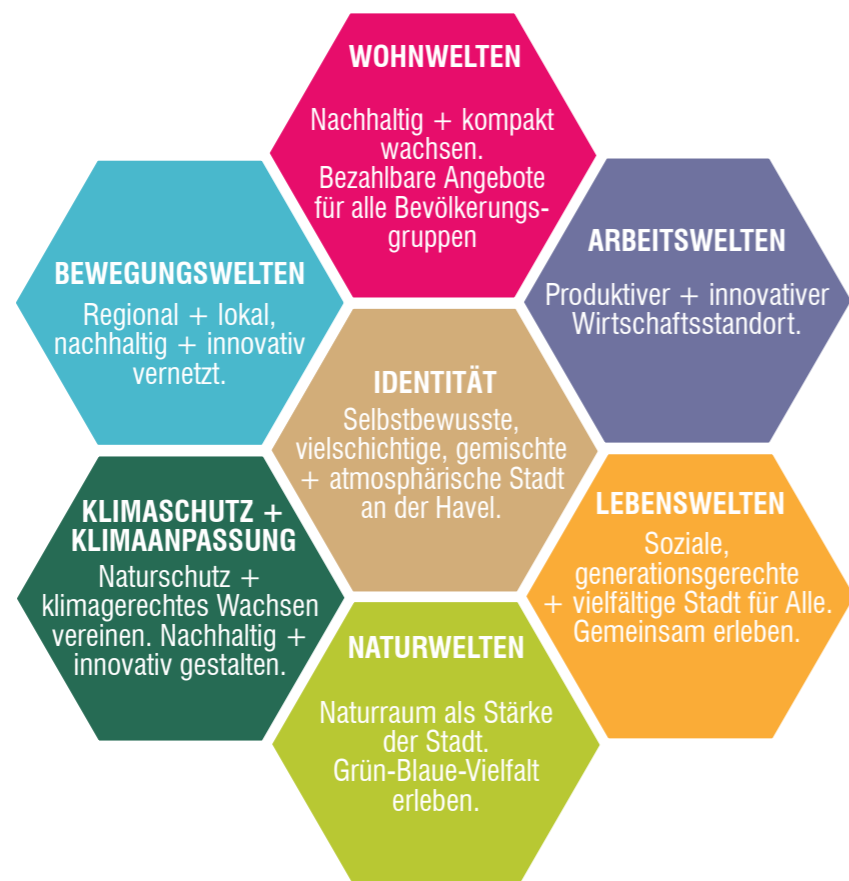 WOHNWELTEN
Nachhaltig + kompakt
wachsen.
Bezahlbare Angebote
für alle Bevölkerungs-
gruppen
BEWEGUNGSWELTEN
Regional + lokal,
nachhaltig + innovativ
vernetzt.
ARBEITSWELTEN
Produktiver + innovativer
Wirtschaftsstandort.
IDENTITÄT
Selbstbewusste,
vielschichtige, gemischte
+ atmosphärische Stadt
an der Havel.
KLIMASCHUTZ +
KLIMAANPASSUNG
Naturschutz +
klimagerechtes Wachsen
vereinen. Nachhaltig +
innovativ gestalten.
LEBENSWELTEN
Soziale,
generationsgerechte
+ vielfältige Stadt für Alle.
Gemeinsam erleben.
NATURWELTEN
Naturraum als Stärke
der Stadt.
Grün-Blaue-Vielfalt
erleben.